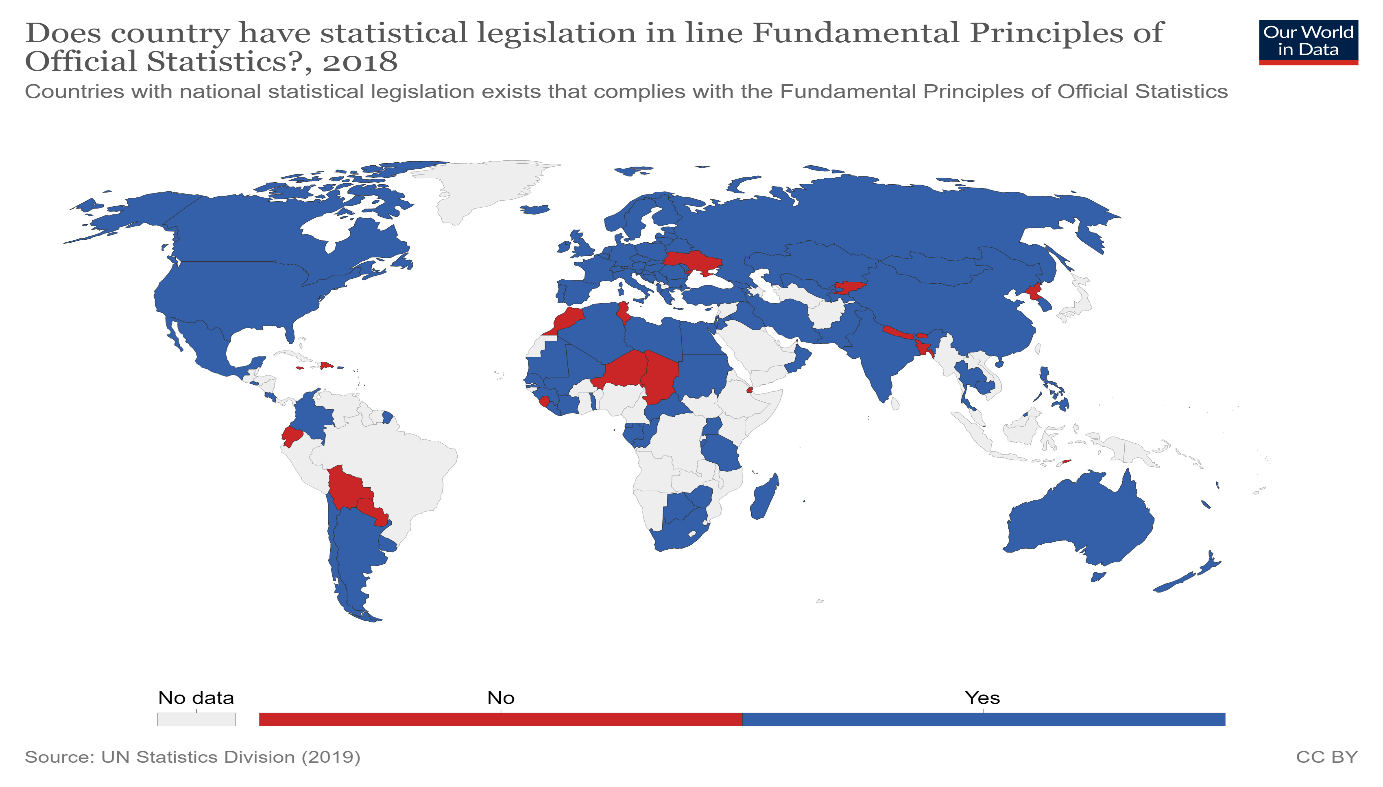 Does country have statistical legislation in line Fundamental Principles of
Official Statistics?, 2018
Our World
in Data
Countries with national statistical legislation exists that complies with the Fundamental Principles of Official Statistics
No data
No
Yes
Source: UN Statistics Division (2019)
CC BY